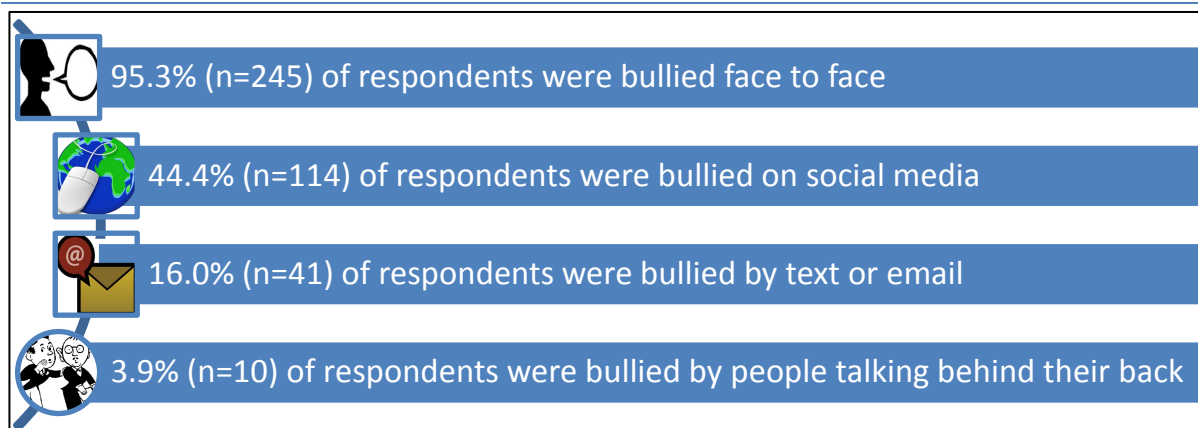 95.3% (n=245) of respondents were bullied face to face
44.4% (n=114) of respondents were bullied on social media
@
16.0% (n=41) of respondents were bullied by text or email
3.9% (n=10) of respondents were bullied by people talking behind their back